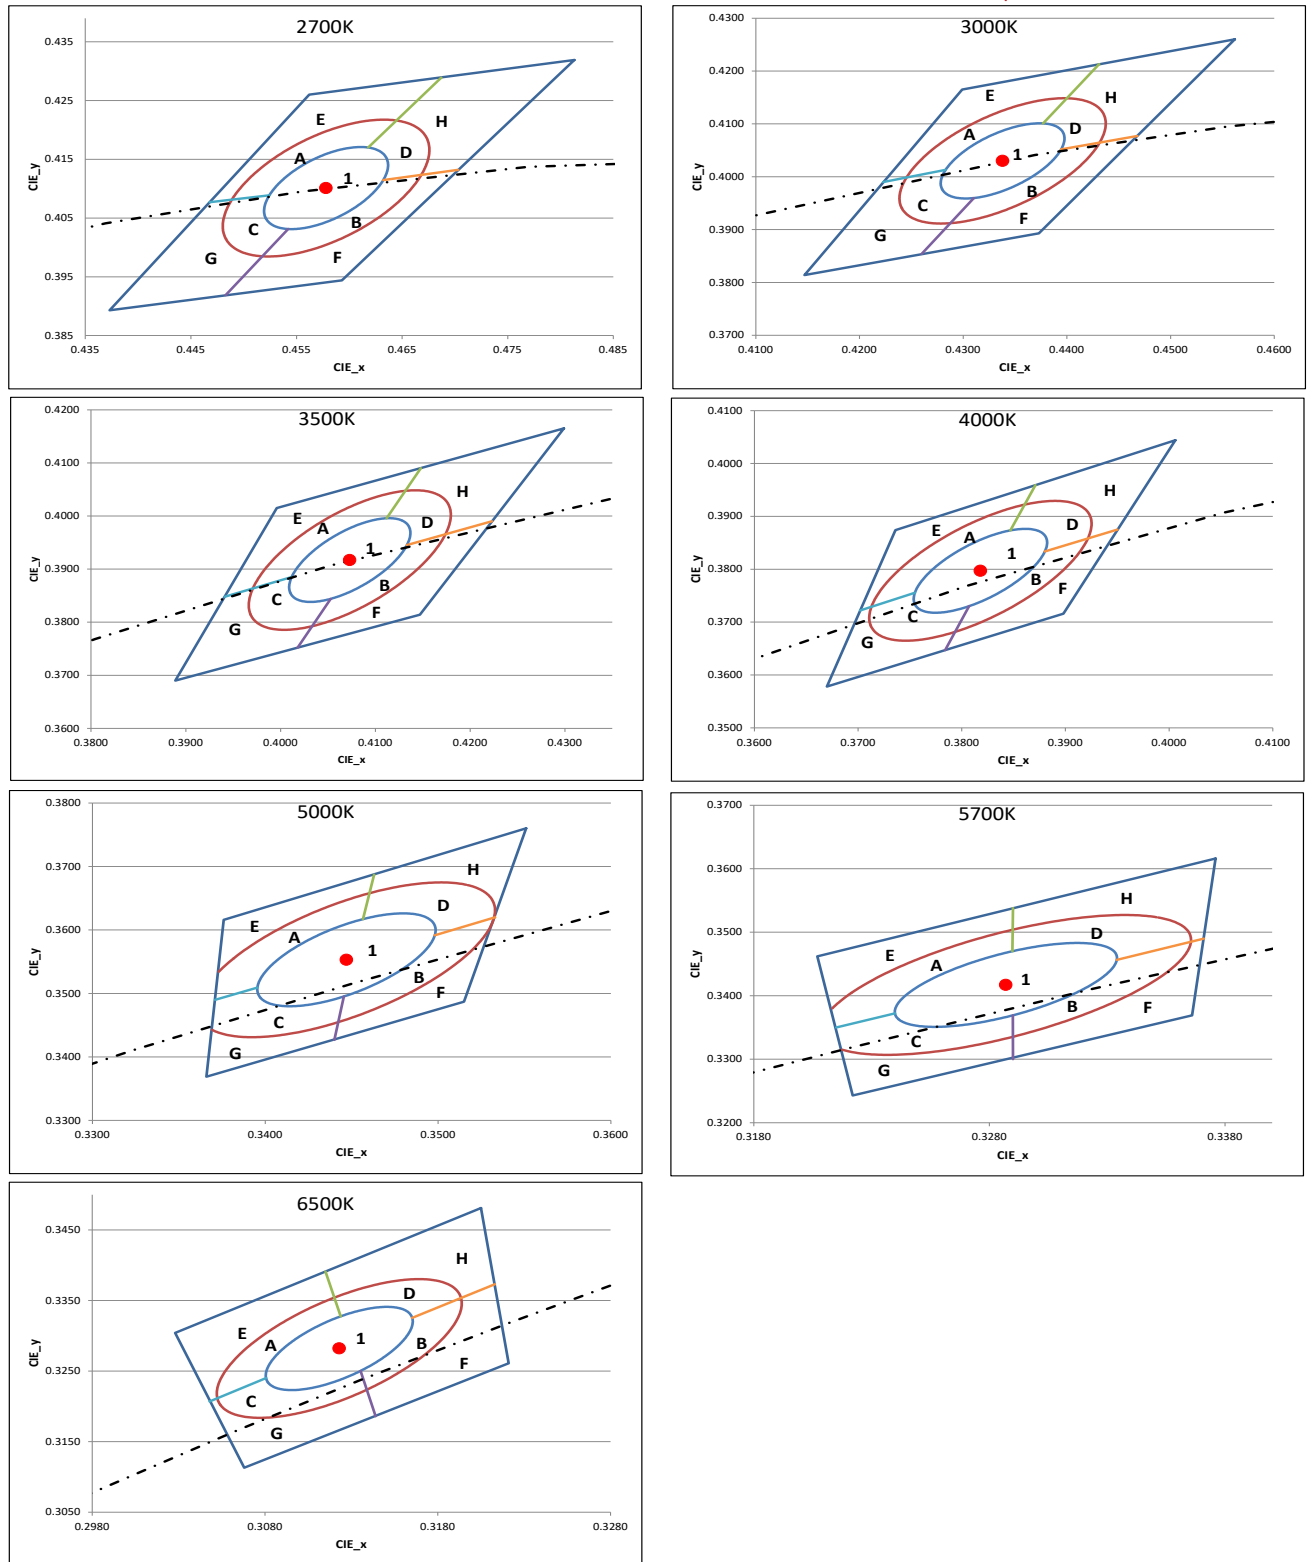 2700K
0.435
0.425
0.415
0.405
0.395
0.385
CIE_y
E
H
A
D
1
C
B
G
F
0.435
0.445
0.455
0.465
0.475
0.485
CIE_x
3000K
0.4300
0.4200
0.4100
0.4000
0.3900
0.3800
0.3700
CIE_y
E
H
A
D
1
B
C
F
G
0.4100
0.4200
0.4300
0.4400
0.4500
0.4600
CIE_x
3500K
0.4200
0.4100
0.4000
0.3900
0.3800
0.3700
0.3600
CIE_y
H
E
A
D
1
B
C
F
G
0.3800
0.3900
0.4000
0.4100
0.4200
0.4300
CIE_x
4000K
0.4100
0.4000
0.3900
0.3800
0.3700
0.3600
0.3500
CIE_y
H
E
D
A
1
B
F
C
G
0.3600
0.3700
0.3800
0.3900
0.4000
0.4100
CIE_x
5000K
0.3800
0.3700
0.3600
0.3500
0.3400
0.3300
CIE_y
H
D
E
A
1
B
F
C
G
0.3300
0.3400
0.3500
0.3600
CIE_x
5700K
0.3700
0.3600
0.3500
0.3400
0.3300
0.3200
CIE_y
H
D
E
A
1
B
F
C
G
0.3180
0.3280
0.3380
CIE_x
6500K
0.3450
0.3350
0.3250
0.3150
0.3050
CIE_y
H
D
E
A
1
B
F
C
G
0.2980
0.3080
0.3180
0.3280
CIE_x